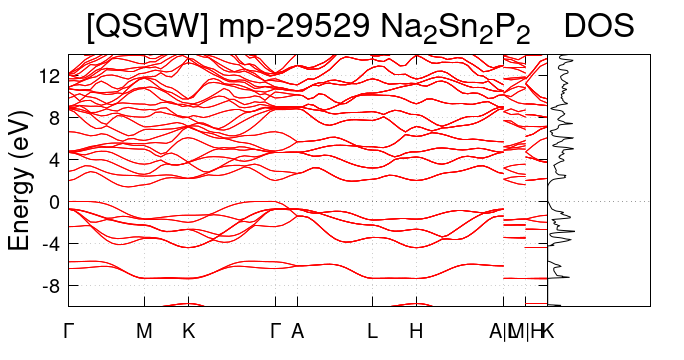 [QSGW] mp-29529 Na₂Sn₂P₂ DOS
Energy (eV)
12
8
4
0
-4
-8
Γ M K Γ A L H A|L M|H K